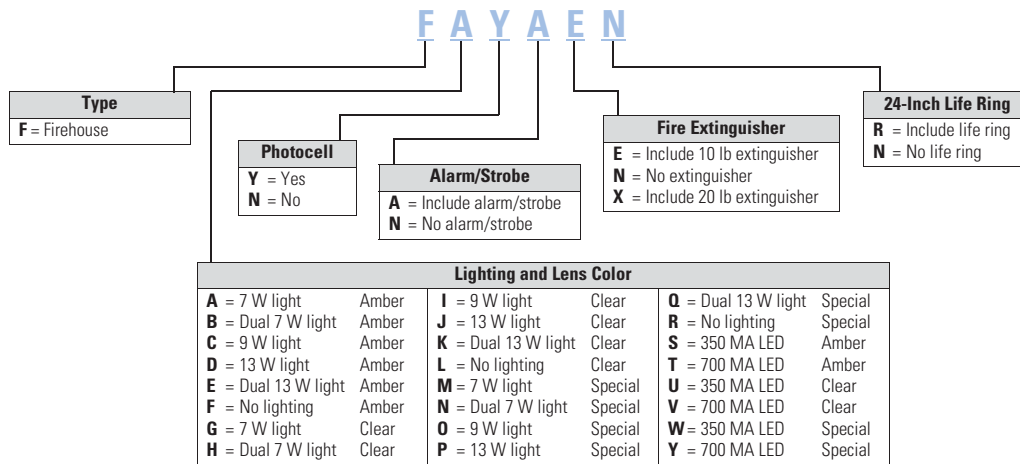 F A Y A E N
Type
F = Firehouse
Photocell
Y = Yes
N = No
Alarm/Strobe
A = Include alarm/strobe
N = No alarm/strobe
Fire Extinguisher
E = Include 10 lb extinguisher
N = No extinguisher
X = Include 20 lb extinguisher
24-Inch Life Ring
R = Include life ring
N = No life ring
Lighting and Lens Color
A = 7 W light Amber
B = Dual 7 W light Amber
C = 9 W light Amber
D = 13 W light Amber
E = Dual 13 W light Amber
F = No lighting Amber
G = 7 W light Clear
H = Dual 7 W light Clear
I = 9 W light Clear
J = 13 W light Clear
K = Dual 13 W light Clear
L = No lighting Clear
M = 7 W light Special
N = Dual 7 W light Special
O = 9 W light Special
P = 13 W light Special
Q = Dual 13 W light Special
R = No lighting Special
S = 350 MA LED Amber
T = 700 MA LED Amber
U = 350 MA LED Clear
V = 700 MA LED Clear
W = 350 MA LED Special
Y = 700 MA LED Special